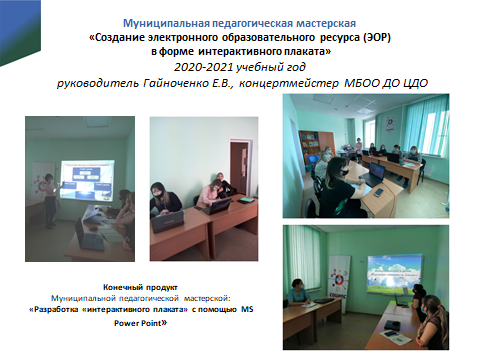 Муниципальная педагогическая мастерская
«Создание электронного образовательного ресурса (ЭОР)
в форме интерактивного плаката»
2020-2021 учебный год
руководитель Гайноченко Е.В., концертмейстер МБОО ДО ЦДО
Конечный продукт
Муниципальной педагогической мастерской:
«Разработка «интерактивного плаката» с помощью MS
Power Point»